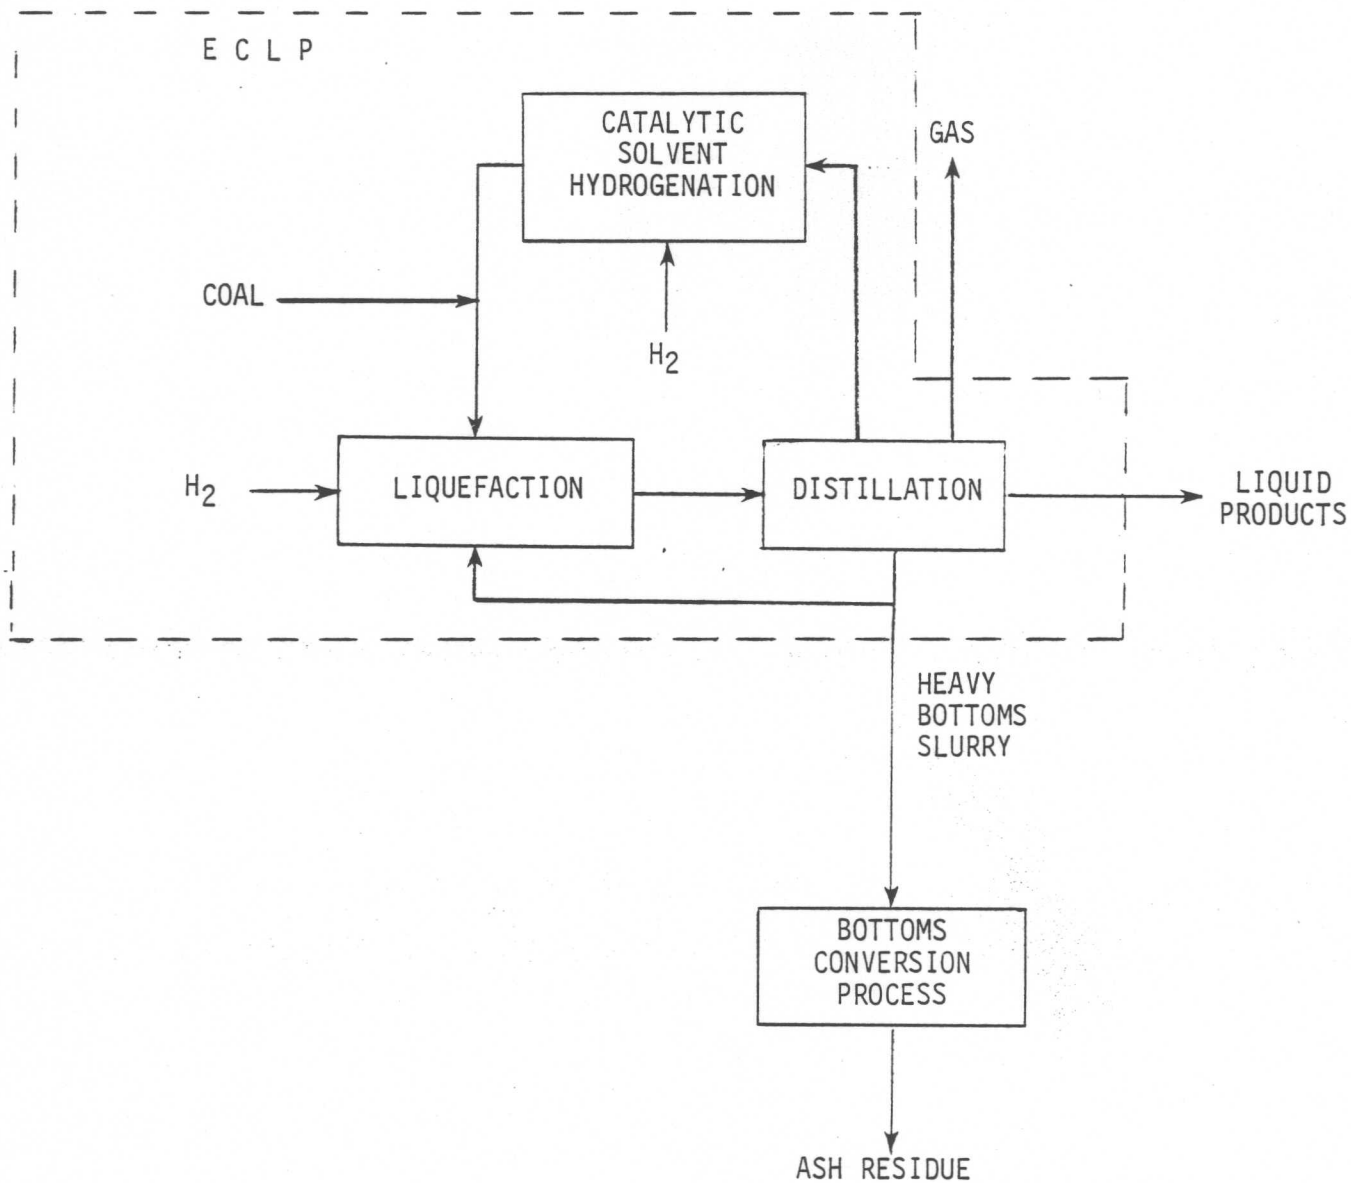 E C L P
CATALYTIC
SOLVENT
HYDROGENATION
GAS
COAL
H2
H2
LIQUEFACTION
DISTILLATION
LIQUID
PRODUCTS
HEAVY
BOTTOMS
SLURRY
BOTTOMS
CONVERSION
PROCESS
ASH RESIDUE